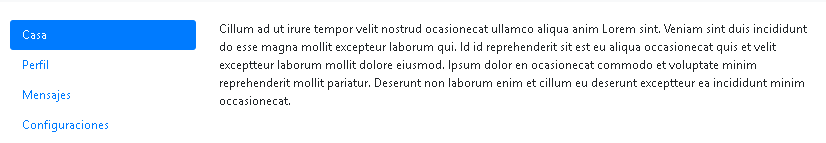 Casa
Perfil
Mensajes
Configuraciones
Cillum ad ut irure tempor velit nostrud ocasionecat ullamco aliqua anim Lorem sint. Veniam sint duis incididunt
do esse magna mollit excepteur laborum qui. Id id reprehenderit sit est eu aliqua occasionecat quis et velit
exceptteur laborum mollit dolore eiusmod. Ipsum dolor en ocasionecat commodo et voluptate minim
reprehenderit mollit pariatur. Deserunt non laborum enim et cillum eu deserunt exceptteur ea incididunt minim
occasionecat.